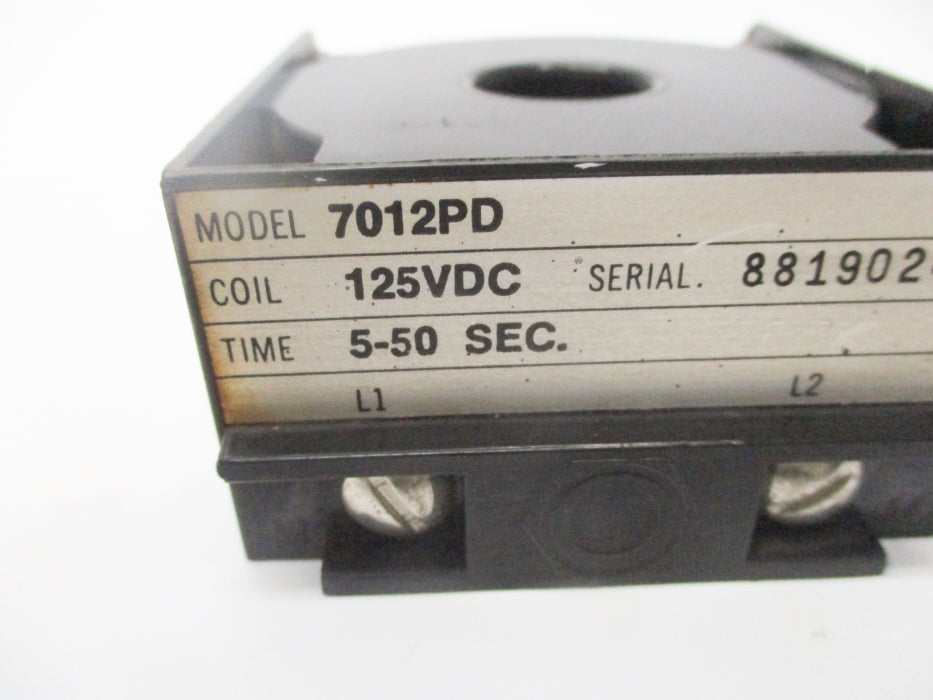 MODEL 7012PD
COIL 125VDC SERIAL. 881902
TIME 5-50 SEC.
L1 L2